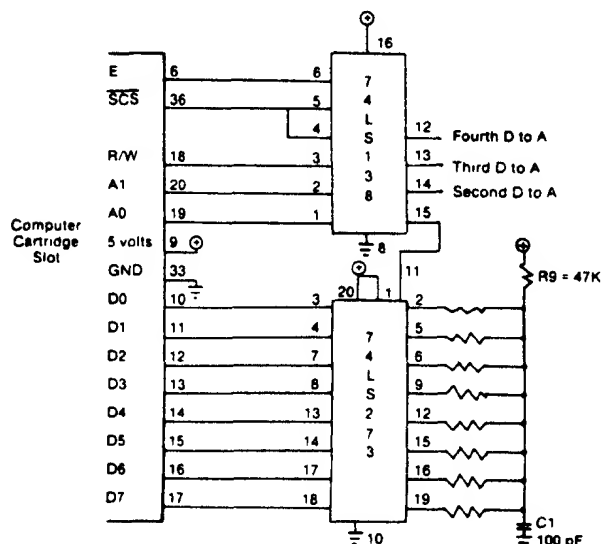 16
E 6 6 7
SCS 36 5 4
4 L 12 Fourth D to A
S
R/W 18 3 1 13 Third D to A
A1 20 2 3 14 Second D to A
A0 19 1 8 15
Computer
Cartridge
Slot
5 volts 9
8
GND 33
11
R9 = 47K
20 1
D0 10 3 2
D1 11 4 7 5
D2 12 7 4 6
D3 13 8 L 9
S
D4 14 13 2 12
D5 15 14 7 15
3
D6 16 17 16
D7 17 18 19
10
C1
100 pF